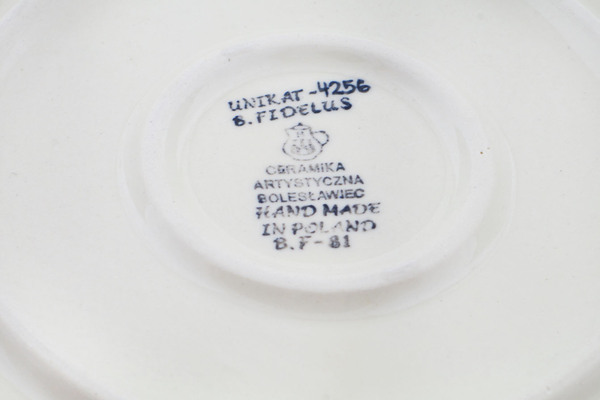 UNIKAT-4256
B.FIDELUS
CERAMIKA
ARTYSTYCZNA
BOLESŁAWIEC
HAND MADE
IN POLAND
B.F-81